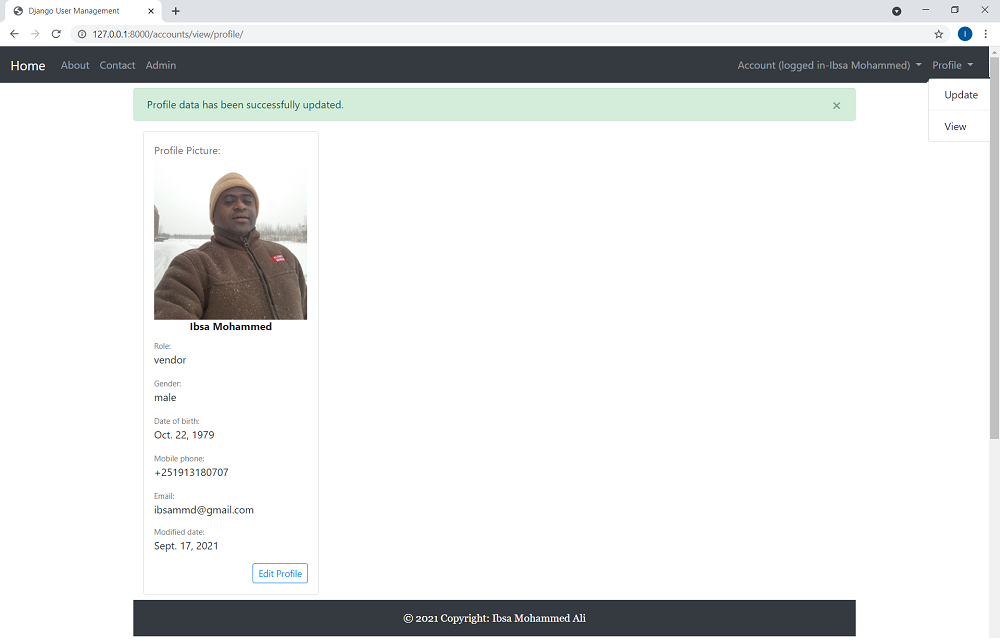 Django User Management
127.0.0.1:8000/accounts/view/profile/
I
Home About Contact Admin Account (logged in-Ibsa Mohammed) Profile
Update
View
Profile data has been successfully updated. ×
Profile Picture:
Ibsa Mohammed
Role:
vendor
Gender:
male
Date of birth:
Oct. 22, 1979
Mobile phone:
+251913180707
Email:
ibsammd@gmail.com
Modified date:
Sept. 17, 2021
Edit Profile
© 2021 Copyright: Ibsa Mohammed Ali